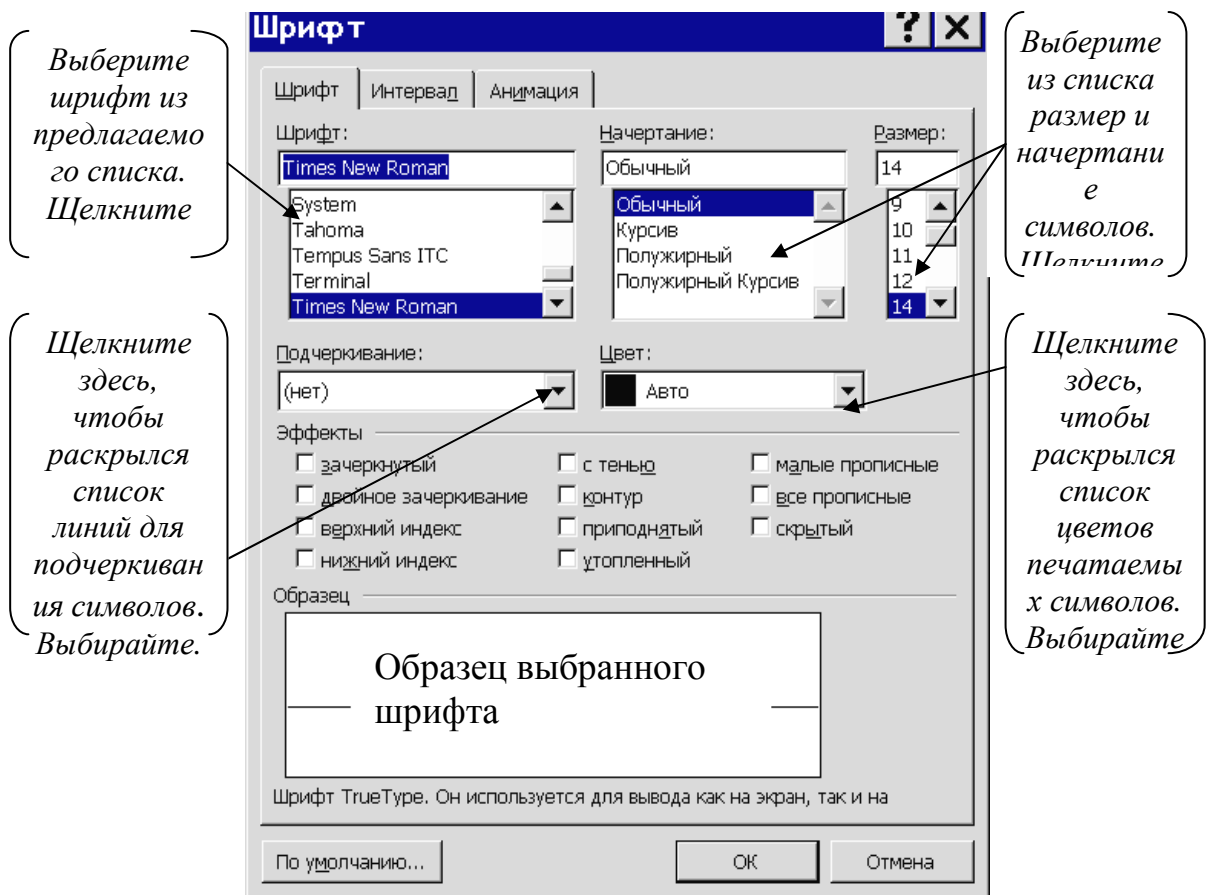 Шрифт
Выберите
шрифт из
предлагаемо
го списка.
Щелкните
Выберите
из списка
размер и
начертани
е
символов.
Щелкните
Шрифт Интервал Анимация
Шрифт: Начертание: Размер:
Times New Roman Обычный 14
System Обычный 9
Tahoma Курсив 10
Tempus Sans ITC Полужирный 11
Terminal Полужирный Курсив 12
Times New Roman 14
Щелкните
здесь,
чтобы
раскрылся
список
линий для
подчеркиван
ия символов.
Выбирайте.
Подчеркивание: Цвет:
(нет) Авто
Щелкните
здесь,
чтобы
раскрылся
список
цветов
печатаемы
х символов.
Выбирайте
Эффекты
зачеркнутый с тенью малые прописные
двойное зачеркивание контур все прописные
верхний индекс приподнятый скрытый
нижний индекс утопленный
Образец
Образец выбранного
шрифта
Шрифт TrueType. Он используется для вывода как на экран, так и на
По умолчанию... ОК Отмена